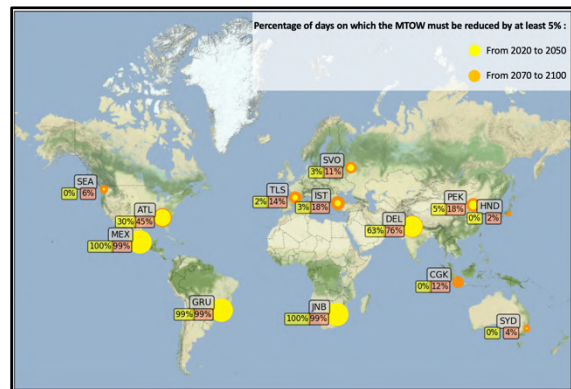 Percentage of days on which the MTOW must be reduced by at least 5% :
From 2020 to 2050
From 2070 to 2100
SVO
3% 11%
SEA
0% 6%
TLS
2% 14%
IST
3% 18%
PEK
5% 18%
HND
0% 2%
ATL
30% 45%
DEL
63% 76%
MEX
100% 99%
CGK
0% 12%
GRU
99% 99%
JNB
100% 99%
SYD
0% 4%